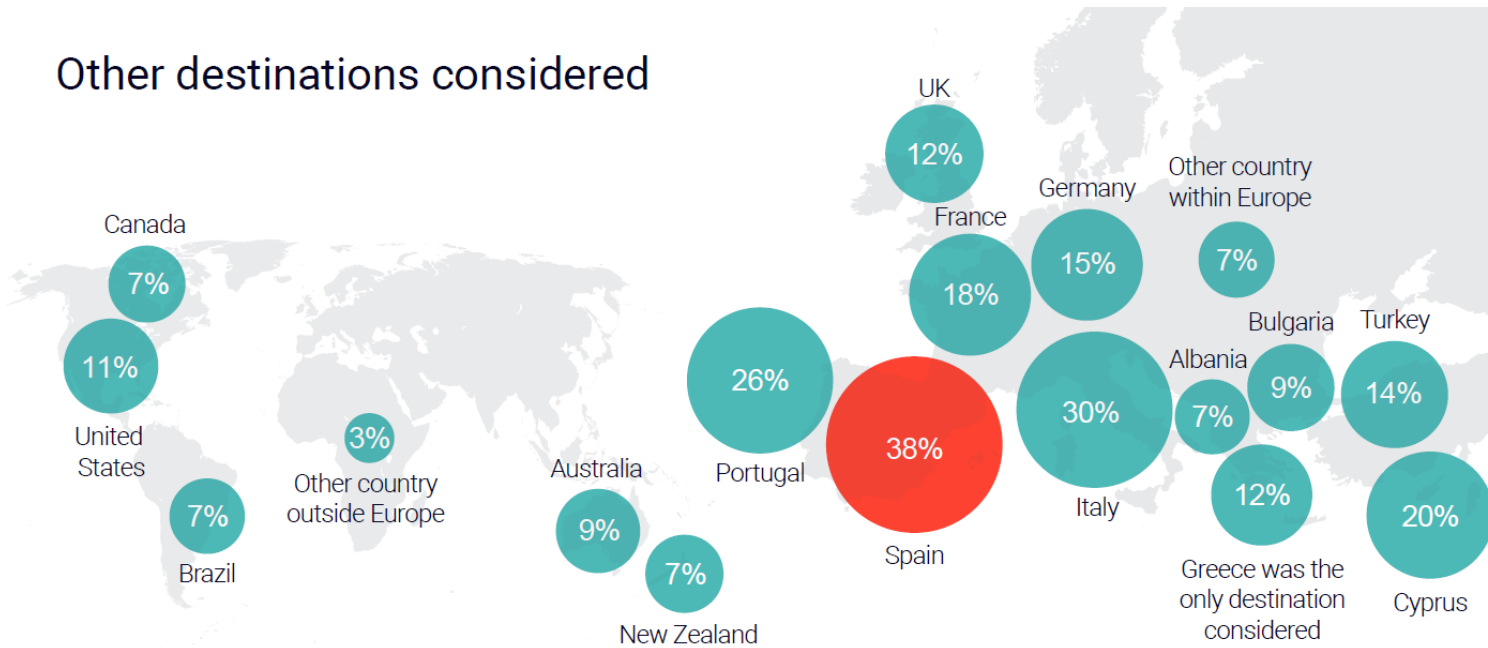 Other destinations considered
UK
12%
Germany
15%
Other country
within Europe
7%
France
18%
Canada
7%
11%
United
States
7%
Brazil
3%
Other country
outside Europe
Australia
9%
7%
New Zealand
26%
Portugal
38%
Spain
30%
Italy
Albania
7%
Bulgaria
9%
Turkey
14%
12%
Greece was the
only destination
considered
20%
Cyprus